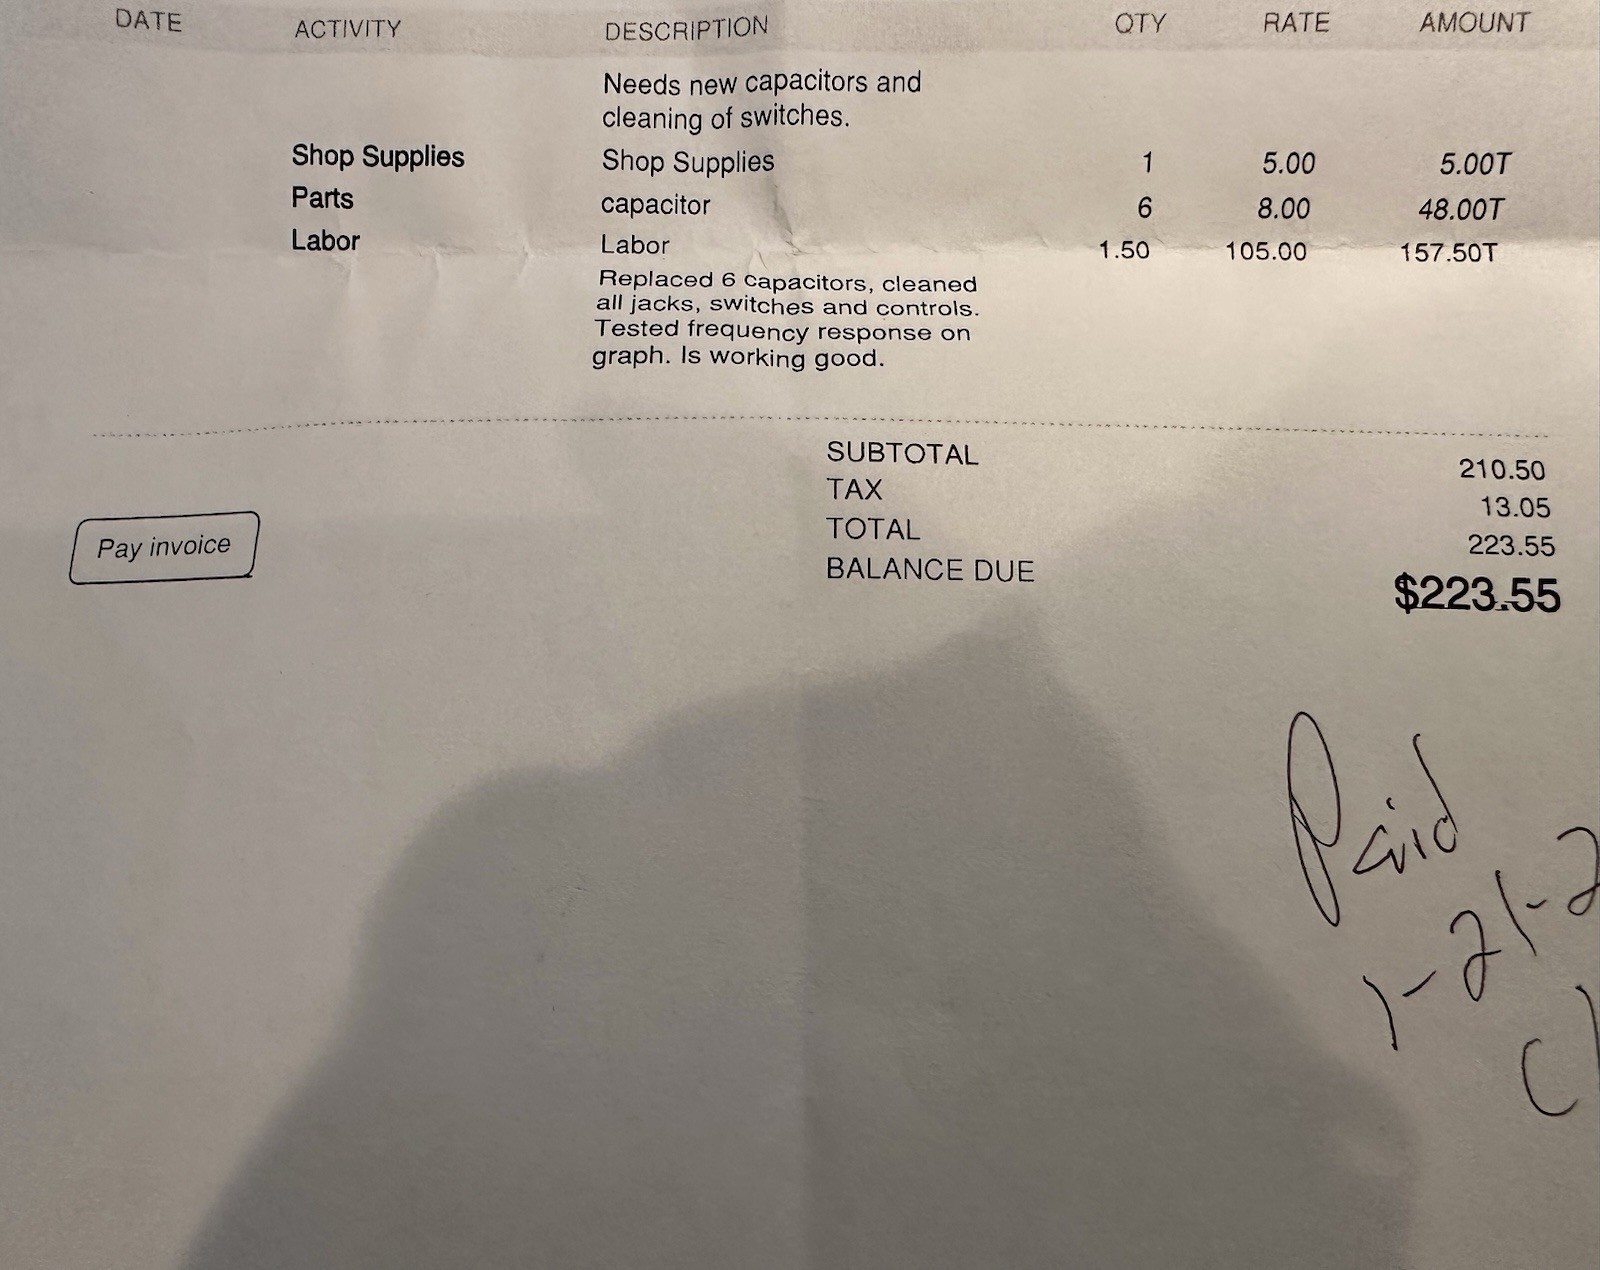 DATE ACTIVITY DESCRIPTION QTY RATE AMOUNT
Needs new capacitors and
cleaning of switches.
Shop Supplies Shop Supplies 1 5.00 5.00T
Parts capacitor 6 8.00 48.00T
Labor Labor 1.50 105.00 157.50T
Replaced 6 capacitors, cleaned
all jacks, switches and controls.
Tested frequency response on
graph. Is working good.
SUBTOTAL 210.50
TAX 13.05
TOTAL 223.55
BALANCE DUE $223.55
Pay invoice
Paid
1-21-2